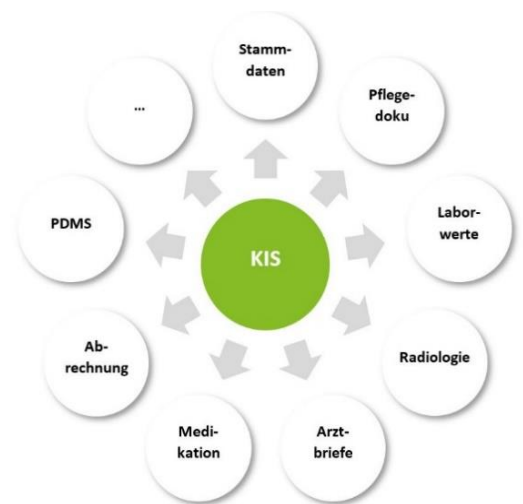 Stamm-
daten
Pflege-
doku
Labor-
werte
Radiologie
Arzt-
briefe
Medi-
kation
Ab-
rechnung
PDMS
...
KIS